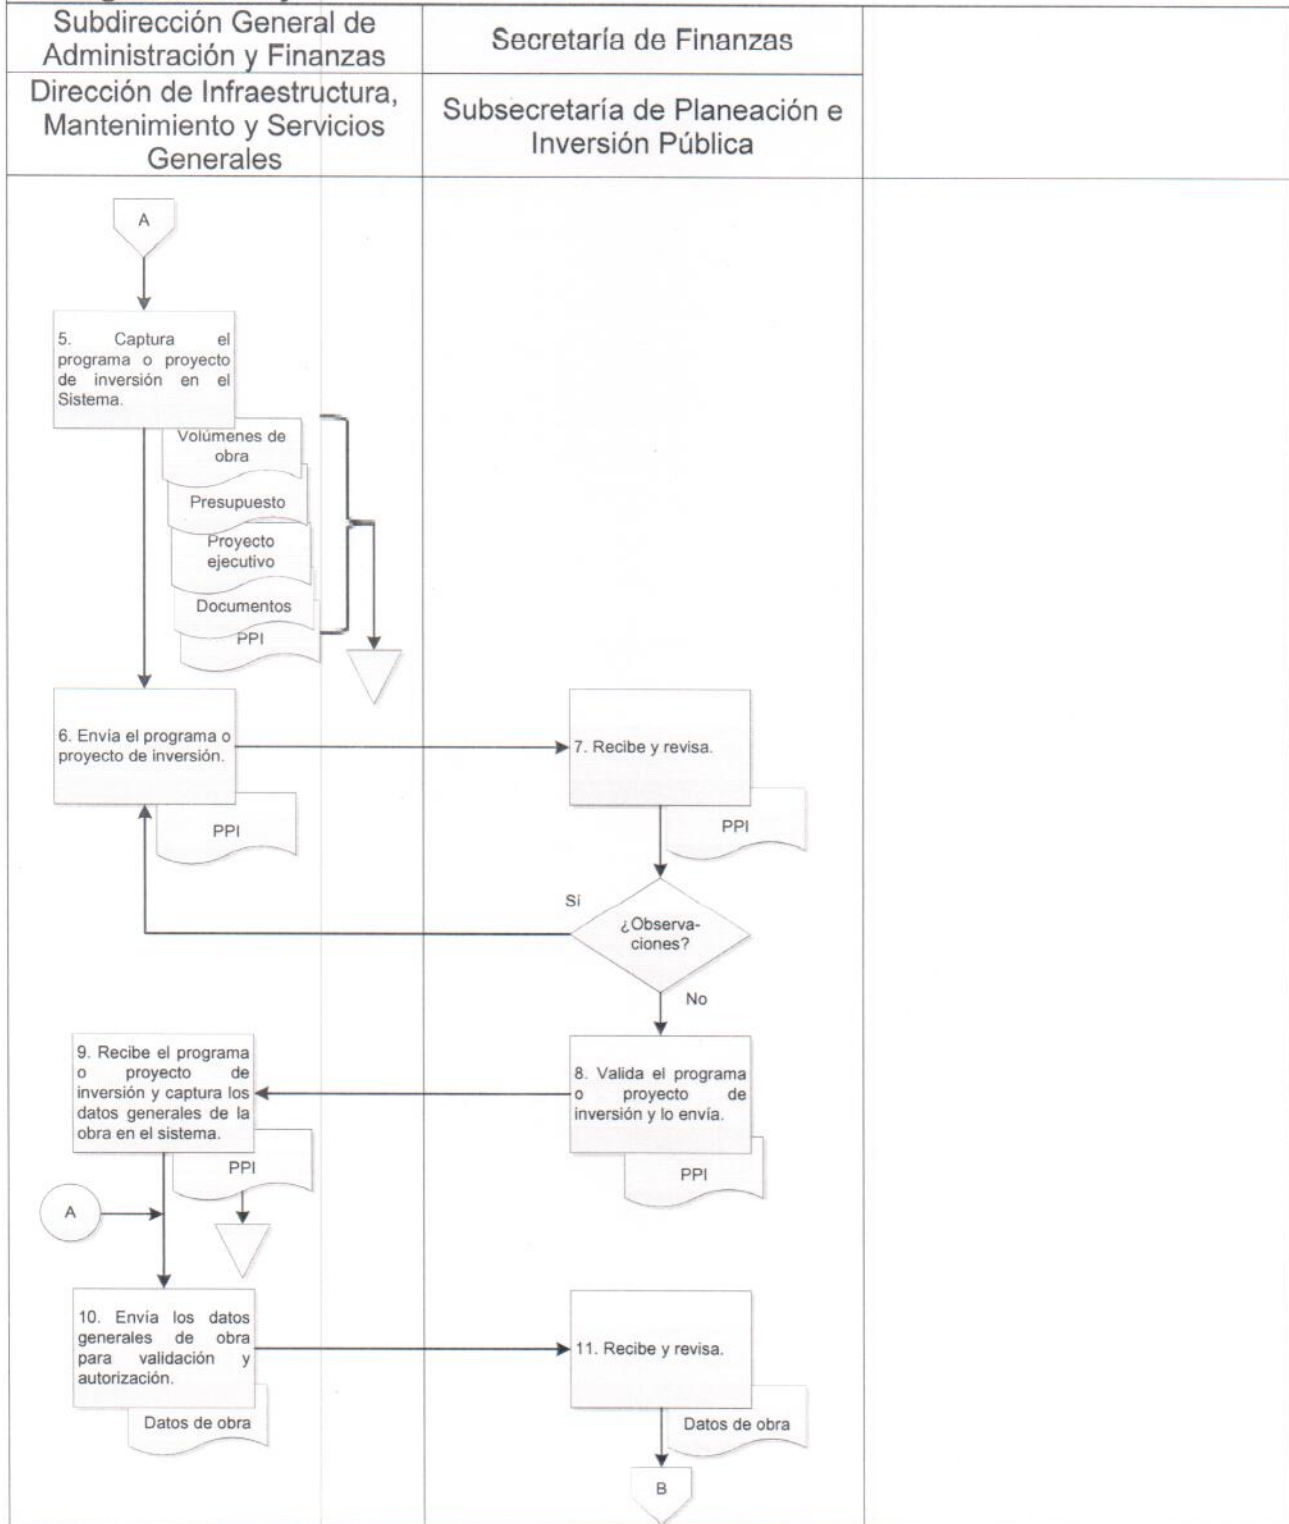 Subdirección General de
Administración y Finanzas
Secretaría de Finanzas
Dirección de Infraestructura,
Mantenimiento y Servicios
Generales
Subsecretaría de Planeación e
Inversión Pública
A
5. Captura el
programa o proyecto
de inversión en el
Sistema.
Volúmenes de
obra
Presupuesto
Proyecto
ejecutivo
Documentos
PPI
6. Envía el programa o
proyecto de inversión.
PPI
7. Recibe y revisa.
PPI
Sí
¿Observa-
ciones?
No
9. Recibe el programa
o proyecto de
inversión y captura los
datos generales de la
obra en el sistema.
PPI
8. Valida el programa
o proyecto de
inversión y lo envía.
PPI
A
10. Envía los datos
generales de obra
para validación y
autorización.
Datos de obra
11. Recibe y revisa.
Datos de obra
B